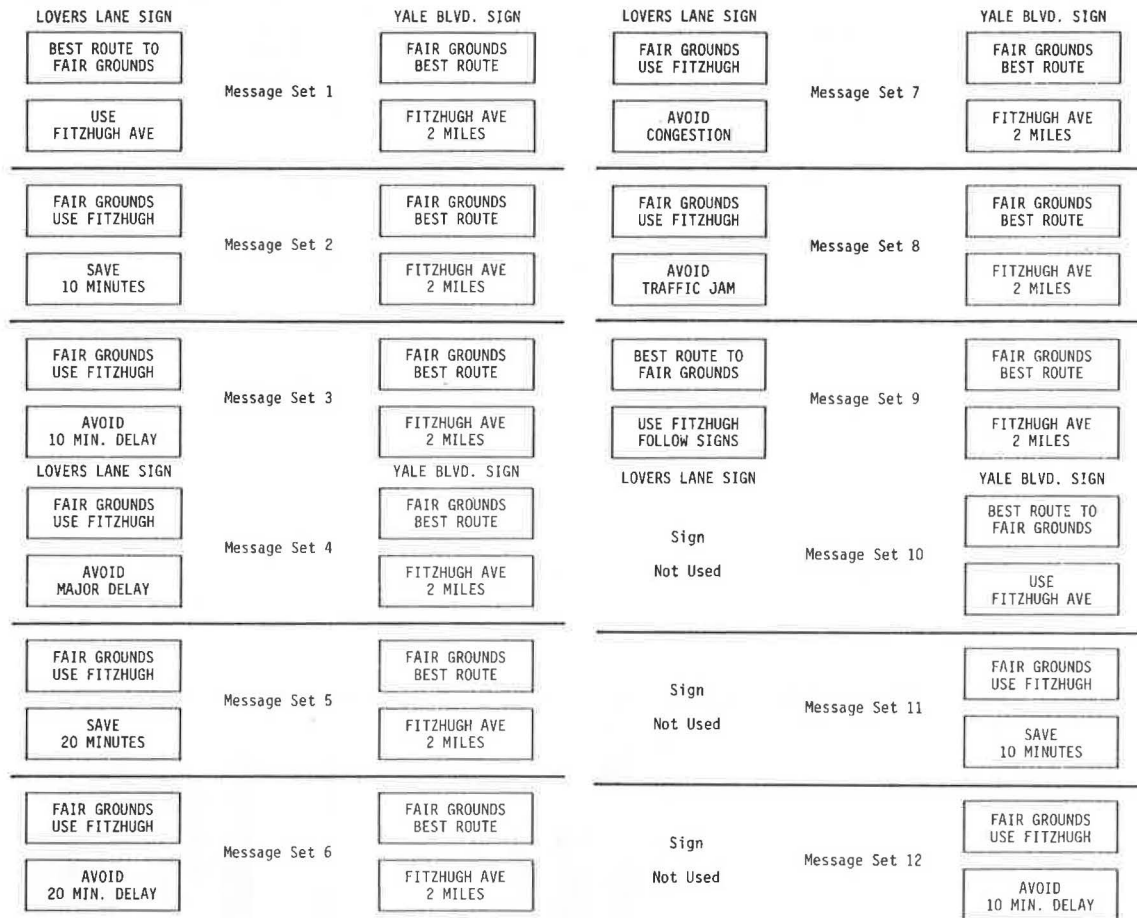 LOVERS LANE SIGN
YALE BLVD. SIGN
BEST ROUTE TO
FAIR GROUNDS
USE
FITZHUGH AVE
Message Set 1
FAIR GROUNDS
BEST ROUTE
FITZHUGH AVE
2 MILES
FAIR GROUNDS
USE FITZHUGH
SAVE
10 MINUTES
Message Set 2
FAIR GROUNDS
BEST ROUTE
FITZHUGH AVE
2 MILES
FAIR GROUNDS
USE FITZHUGH
AVOID
10 MIN. DELAY
Message Set 3
FAIR GROUNDS
BEST ROUTE
FITZHUGH AVE
2 MILES
LOVERS LANE SIGN
YALE BLVD. SIGN
FAIR GROUNDS
USE FITZHUGH
AVOID
MAJOR DELAY
Message Set 4
FAIR GROUNDS
BEST ROUTE
FITZHUGH AVE
2 MILES
FAIR GROUNDS
USE FITZHUGH
SAVE
20 MINUTES
Message Set 5
FAIR GROUNDS
BEST ROUTE
FITZHUGH AVE
2 MILES
FAIR GROUNDS
USE FITZHUGH
AVOID
20 MIN. DELAY
Message Set 6
FAIR GROUNDS
BEST ROUTE
FITZHUGH AVE
2 MILES
LOVERS LANE SIGN
YALE BLVD. SIGN
FAIR GROUNDS
USE FITZHUGH
AVOID
CONGESTION
Message Set 7
FAIR GROUNDS
BEST ROUTE
FITZHUGH AVE
2 MILES
FAIR GROUNDS
USE FITZHUGH
AVOID
TRAFFIC JAM
Message Set 8
FAIR GROUNDS
BEST ROUTE
FITZHUGH AVE
2 MILES
BEST ROUTE TO
FAIR GROUNDS
USE FITZHUGH
FOLLOW SIGNS
Message Set 9
FAIR GROUNDS
BEST ROUTE
FITZHUGH AVE
2 MILES
LOVERS LANE SIGN
YALE BLVD. SIGN
Sign
Not Used
Message Set 10
BEST ROUTE TO
FAIR GROUNDS
USE
FITZHUGH AVE
Sign
Not Used
Message Set 11
FAIR GROUNDS
USE FITZHUGH
SAVE
10 MINUTES
Sign
Not Used
Message Set 12
FAIR GROUNDS
USE FITZHUGH
AVOID
10 MIN. DELAY